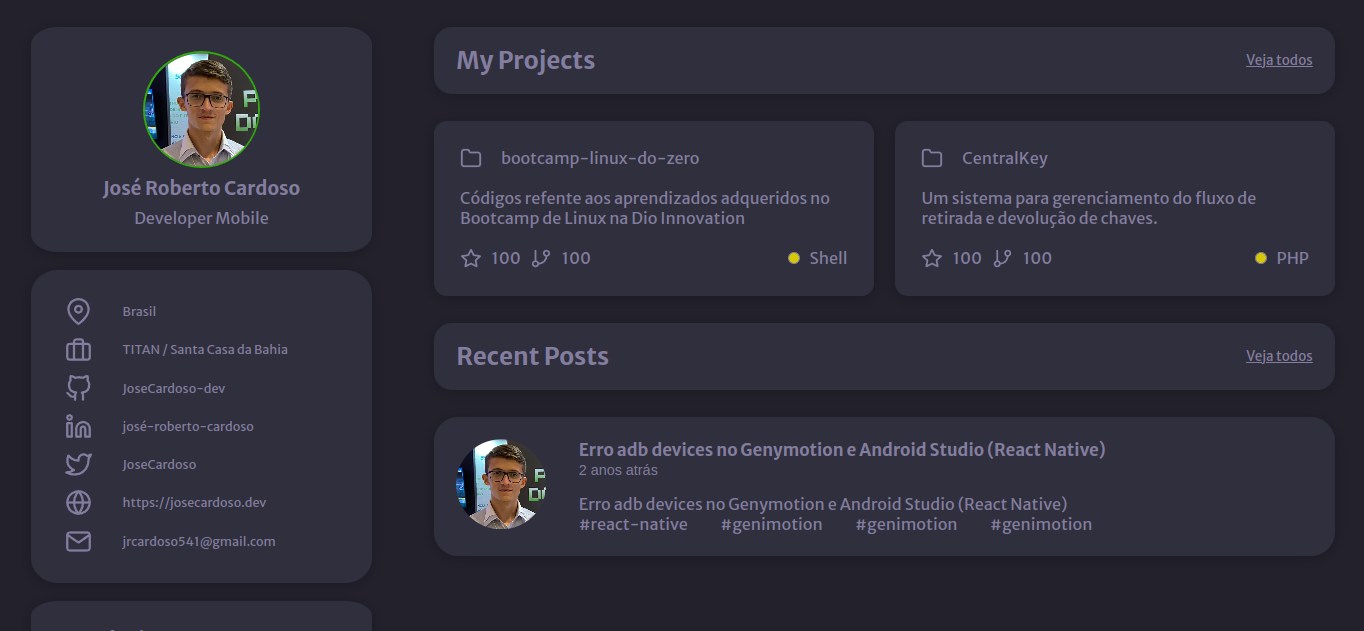 José Roberto Cardoso
Developer Mobile
Brasil
TITAN / Santa Casa da Bahia
JoseCardoso-dev
josé-roberto-cardoso
JoseCardoso
https://josecardoso.dev
jrcardoso541@gmail.com
My Projects
Veja todos
bootcamp-linux-do-zero
Códigos refente aos aprendizados adqueridos no
Bootcamp de Linux na Dio Innovation
100 100 Shell
CentralKey
Um sistema para gerenciamento do fluxo de
retirada e devolução de chaves.
100 100 PHP
Recent Posts
Veja todos
Erro adb devices no Genymotion e Android Studio (React Native)
2 anos atrás
Erro adb devices no Genymotion e Android Studio (React Native)
#react-native #genimotion #genimotion #genimotion